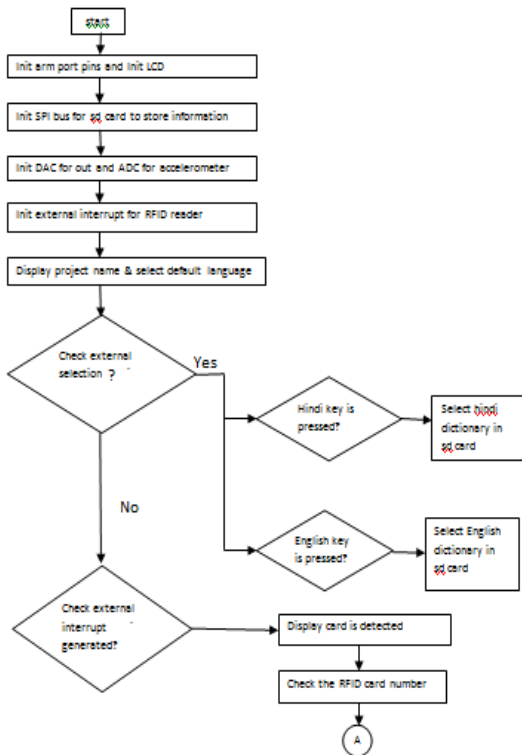 start
Init arm port pins and Init LCD
Init SPI bus for sd card to store information
Init DAC for out and ADC for accelerometer
Init external interrupt for RFID reader
Display project name & select default language
Check external
selection ?
Yes
Hindi key is
pressed?
Select hindi
dictionary in
sd card
No
English key
is pressed?
Select English
dictionary in
sd card
Check external
interrupt
generated?
Display card is detected
Check the RFID card number
A